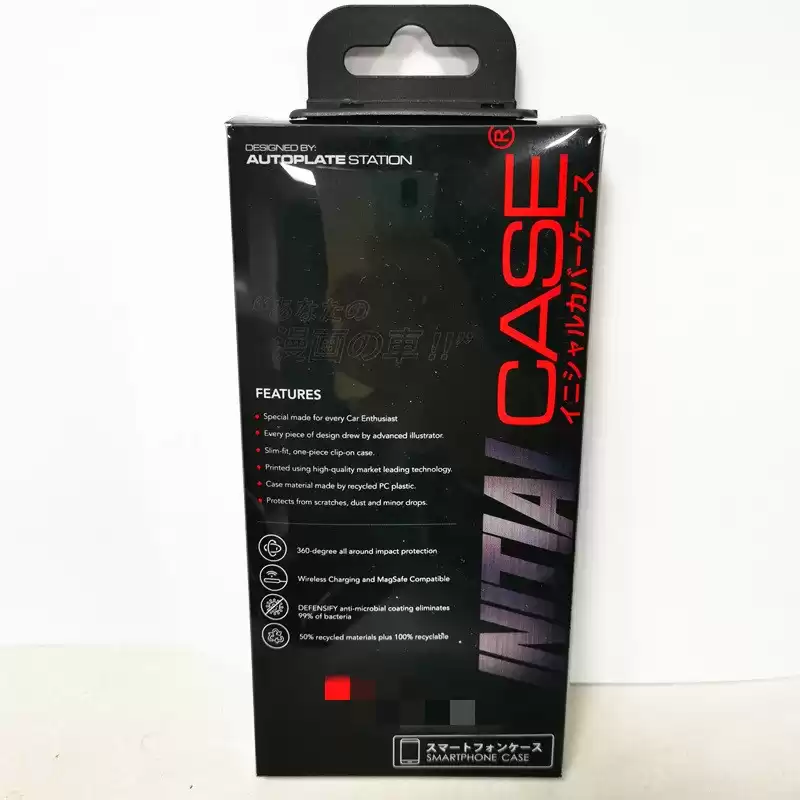 DESIGNED BY:
AUTOPLATE STATION
"あなたの
漫画の車!!"
FEATURES
Special made for every Car Enthusiast
Every piece of design drew by advanced illustrator.
Slim-fit, one-piece clip-on case.
Printed using high-quality market leading technology.
Case material made by recycled PC plastic.
Protects from scratches, dust and minor drops.
360-degree all around impact protection
Wireless Charging and MagSafe Compatible
DEFENSIFY anti-microbial coating eliminates
99% of bacteria
50% recycled materials plus 100% recyclable
INITIAL CASE®
イニシャルカバーケース
スマートフォンケース
SMARTPHONE CASE